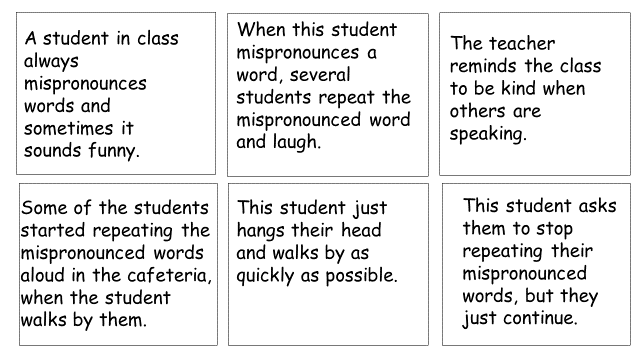 A student in class
always
mispronounces
words and
sometimes it
sounds funny.
When this student
mispronounces a
word, several
students repeat the
mispronounced word
and laugh.
The teacher
reminds the class
to be kind when
others are
speaking.
Some of the students
started repeating the
mispronounced words
aloud in the cafeteria,
when the student
walks by them.
This student just
hangs their head
and walks by as
quickly as possible.
This student asks
them to stop
repeating their
mispronounced
words, but they
just continue.